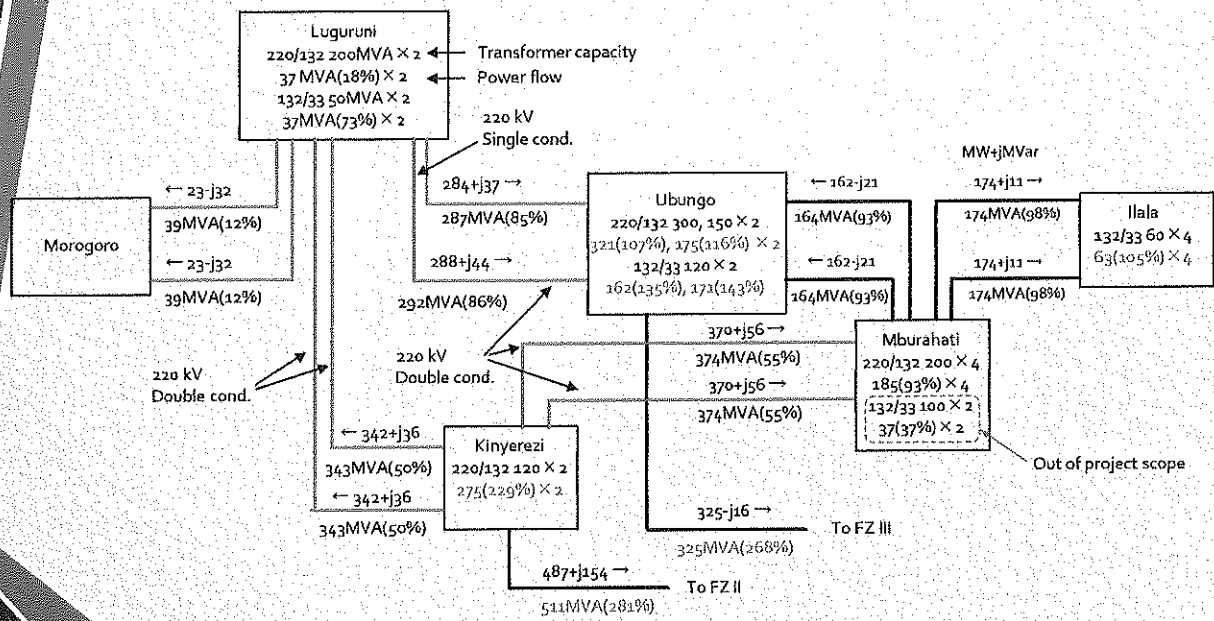 Luguruni
220/132 200MVA × 2
37 MVA(18%) × 2
132/33 50MVA × 2
37MVA(73%) × 2
Transformer capacity
Power flow
220 kV
Single cond.
MW+jMVar
← 23-j32
39MVA(12%)
Morogoro
← 23-j32
39MVA(12%)
284+j37 →
287MVA(85%)
288+j44 →
292MVA(86%)
Ubungo
220/132 300, 150 × 2
321(107%), 175(116%) × 2
132/33 120 × 2
162(135%), 171(143%)
← 162-j21
164MVA(93%)
← 162-j21
164MVA(93%)
174+j11 →
174MVA(98%)
174+j11 →
174MVA(98%)
Ilala
132/33 60 × 4
63(105%) × 4
220 kV
Double cond.
220 kV
Double cond.
370+j56 →
374MVA(55%)
370+j56 →
374MVA(55%)
Mburahati
220/132 200 × 4
185(93%) × 4
132/33 100 × 2
37(37%) × 2
Out of project scope
← 342+j36
343MVA(50%)
← 342+j36
343MVA(50%)
Kinyerezi
220/132 120 × 2
275(229%) × 2
325-j16 →
325MVA(268%)
To FZ III
487+j154 →
511MVA(281%)
To FZ II